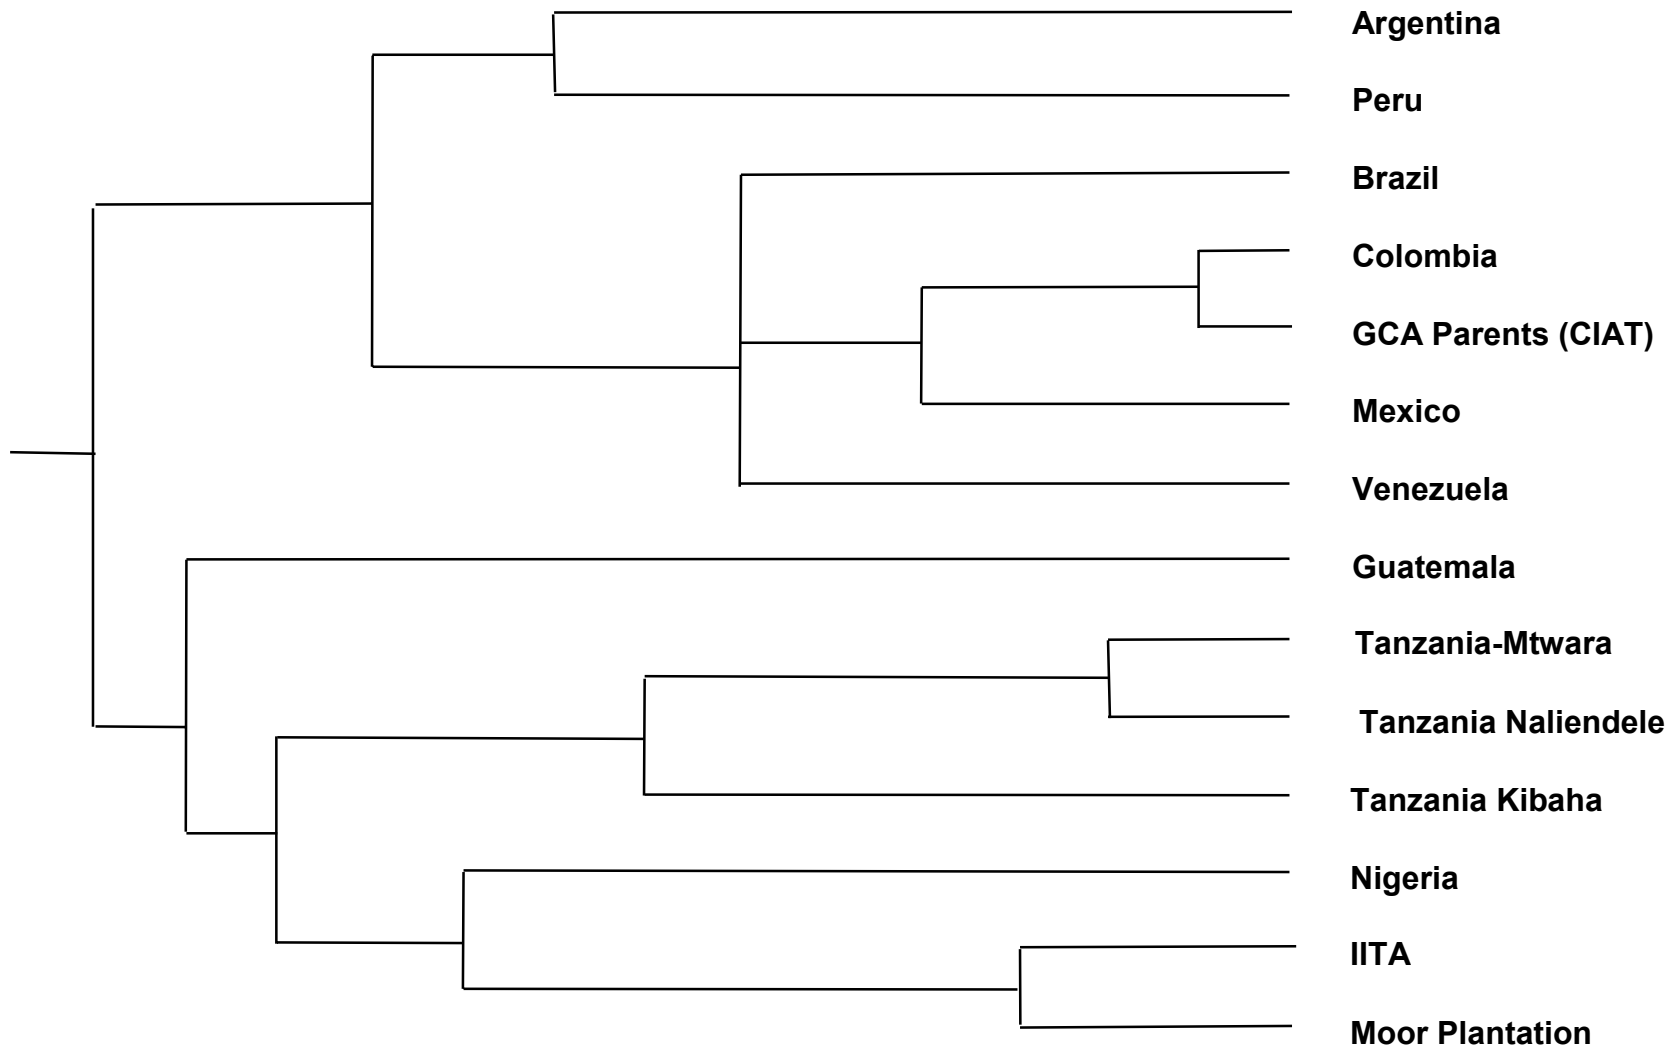 Argentina
Peru
Brazil
Colombia
GCA Parents (CIAT)
Mexico
Venezuela
Guatemala
Tanzania-Mtwara
Tanzania Naliendele
Tanzania Kibaha
Nigeria
IITA
Moor Plantation